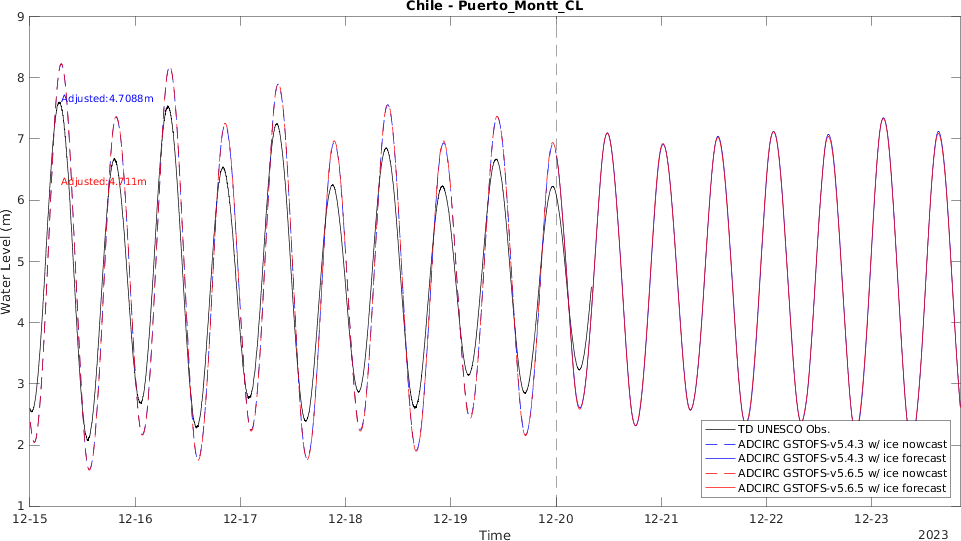 Chile - Puerto_Montt_CL
9
8
7
6
5
4
3
2
1
Water Level (m)
Adjusted:4.7088m
Adjusted:4.711m
TD UNESCO Obs.
ADCIRC GSTOFS-v5.4.3 w/ ice nowcast
ADCIRC GSTOFS-v5.4.3 w/ ice forecast
ADCIRC GSTOFS-v5.6.5 w/ ice nowcast
ADCIRC GSTOFS-v5.6.5 w/ ice forecast
12-15 12-16 12-17 12-18 12-19 12-20 12-21 12-22 12-23
Time
2023